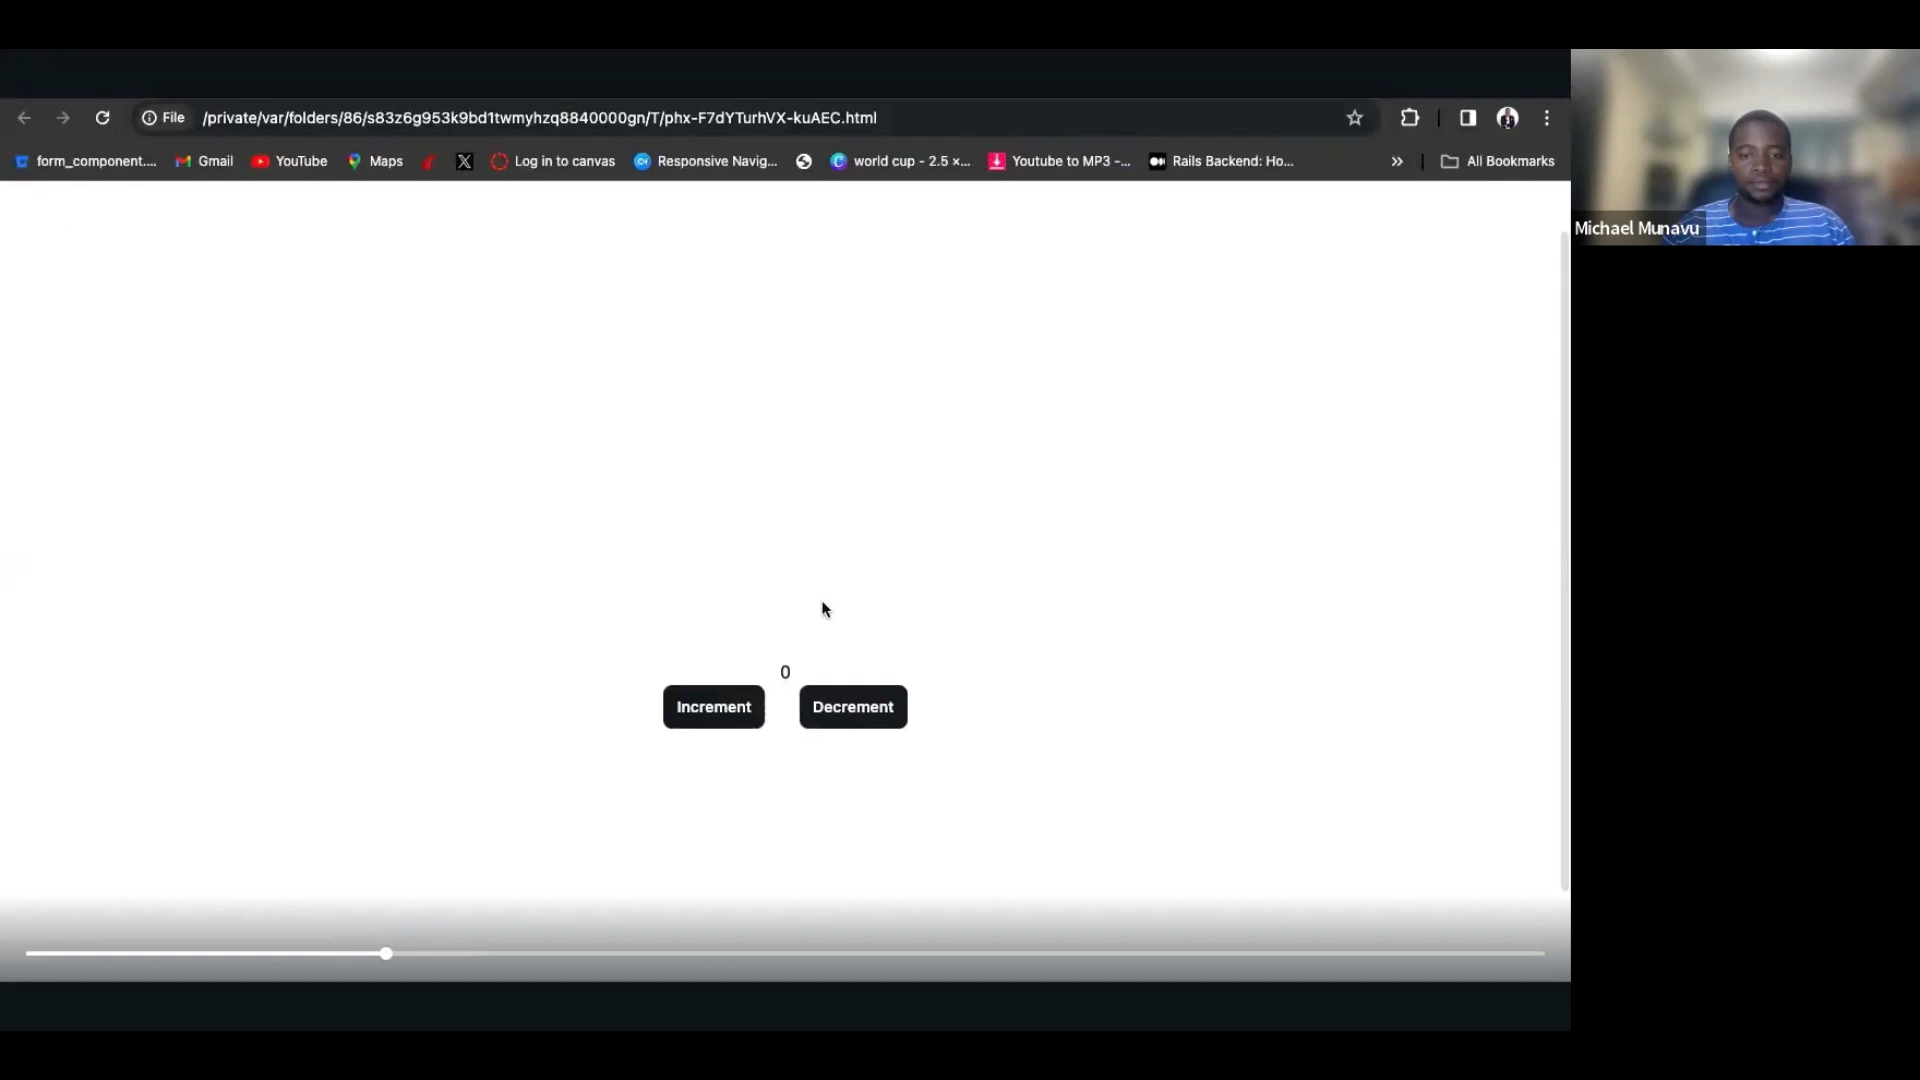 File /private/var/folders/86/s83z6g953k9bd1twmyhzq8840000gn/T/phx-F7dYTurhVX-kuAEC.html
form_component.... Gmail YouTube Maps Log in to canvas Responsive Navig... world cup - 2.5 ×... Youtube to MP3 -... Rails Backend: Ho... » All Bookmarks
Michael Munavu
0
Increment Decrement